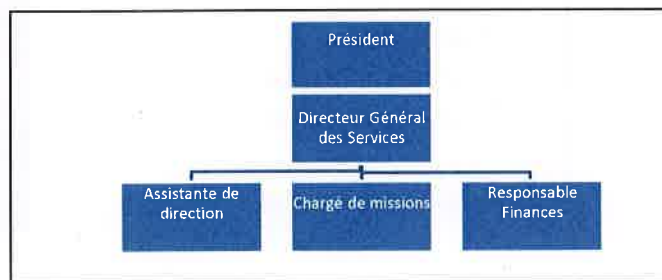 Président
Directeur Général
des Services
Assistante de
direction
Chargé de missions
Responsable
Finances